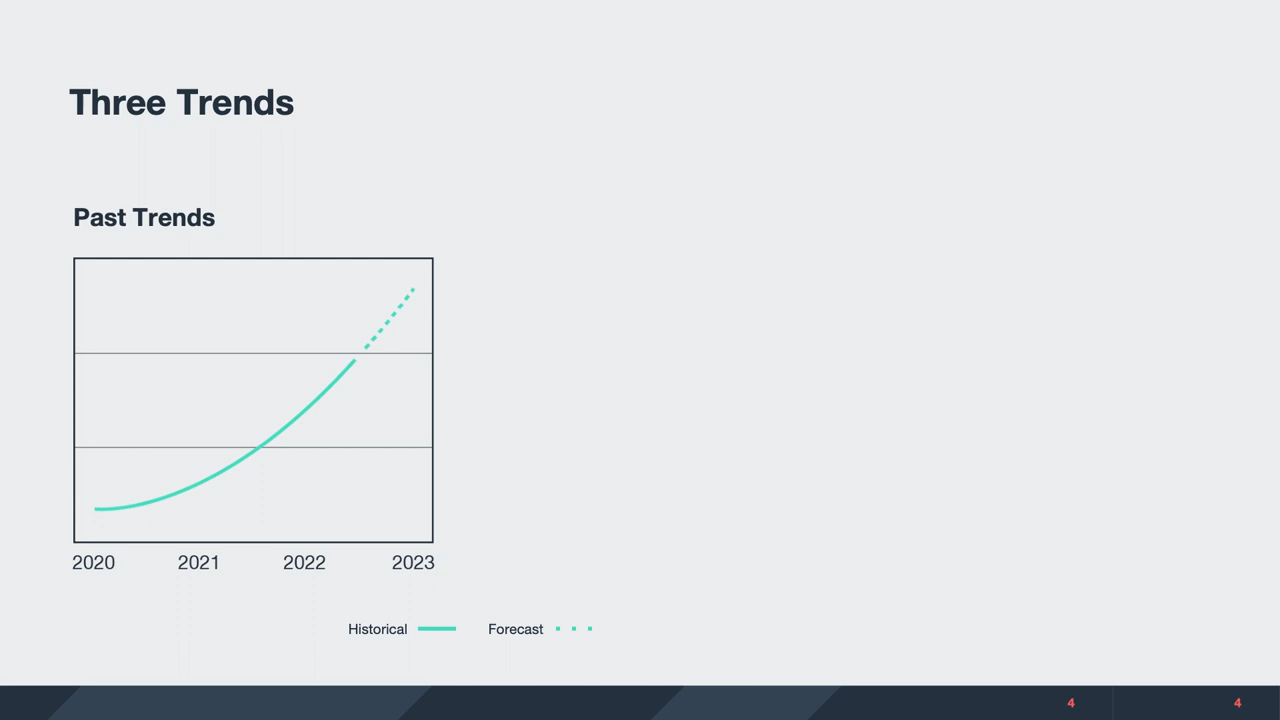 Three Trends
Past Trends
2020 2021 2022 2023
Historical Forecast
4 4